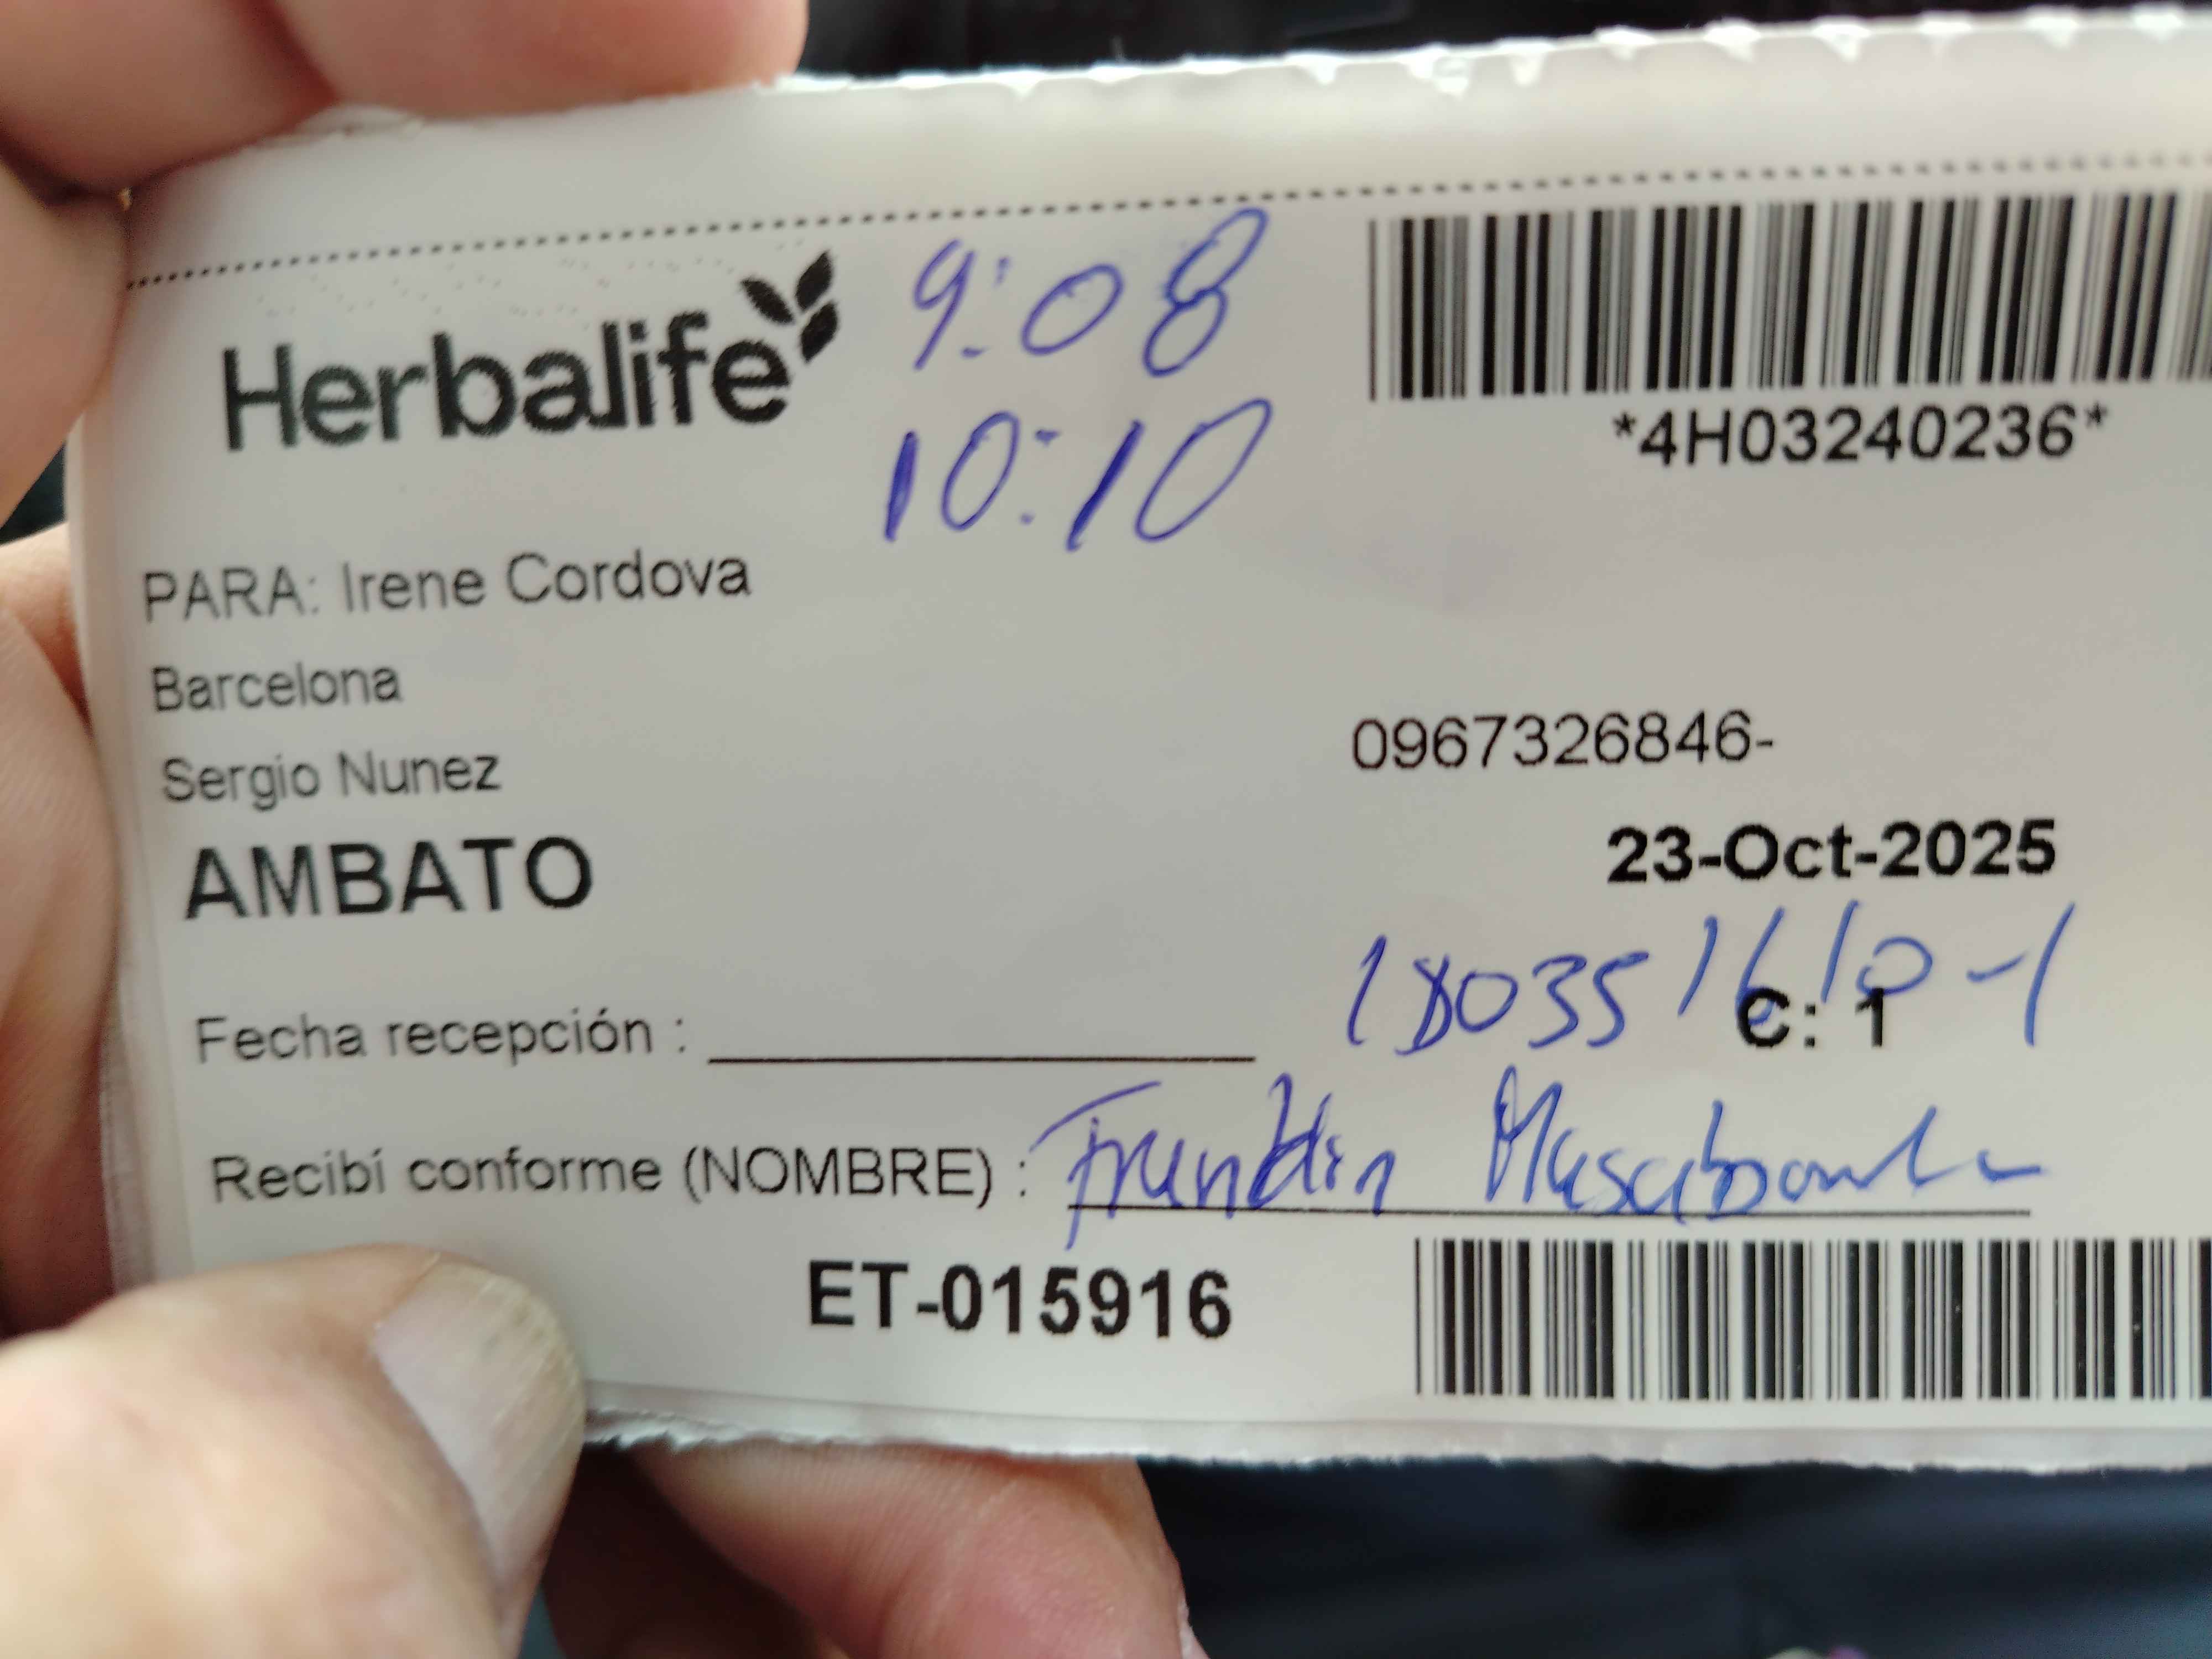 Herbalife
9:08
10:10
*4H03240236*
PARA: Irene Cordova
Barcelona
Sergio Nunez
0967326846-
AMBATO
23-Oct-2025
C: 1
Fecha recepción :
Recibí conforme (NOMBRE) : Franklin
ET-015916